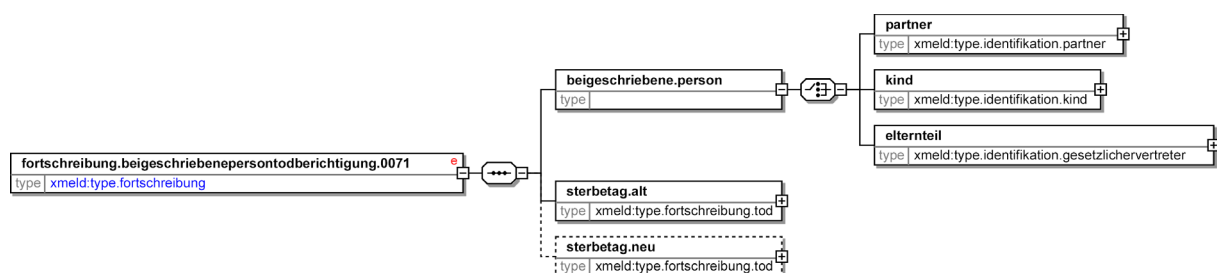 fortschreibung.beigeschriebenepersontodberichtigung.0071 e
type xmeld:type.fortschreibung
beigeschriebene.person
type
partner
type xmeld:type.identifikation.partner
kind
type xmeld:type.identifikation.kind
elternteil
type xmeld:type.identifikation.gesetzlichervertreter
sterbetag.alt
type xmeld:type.fortschreibung.tod
sterbetag.neu
type xmeld:type.fortschreibung.tod